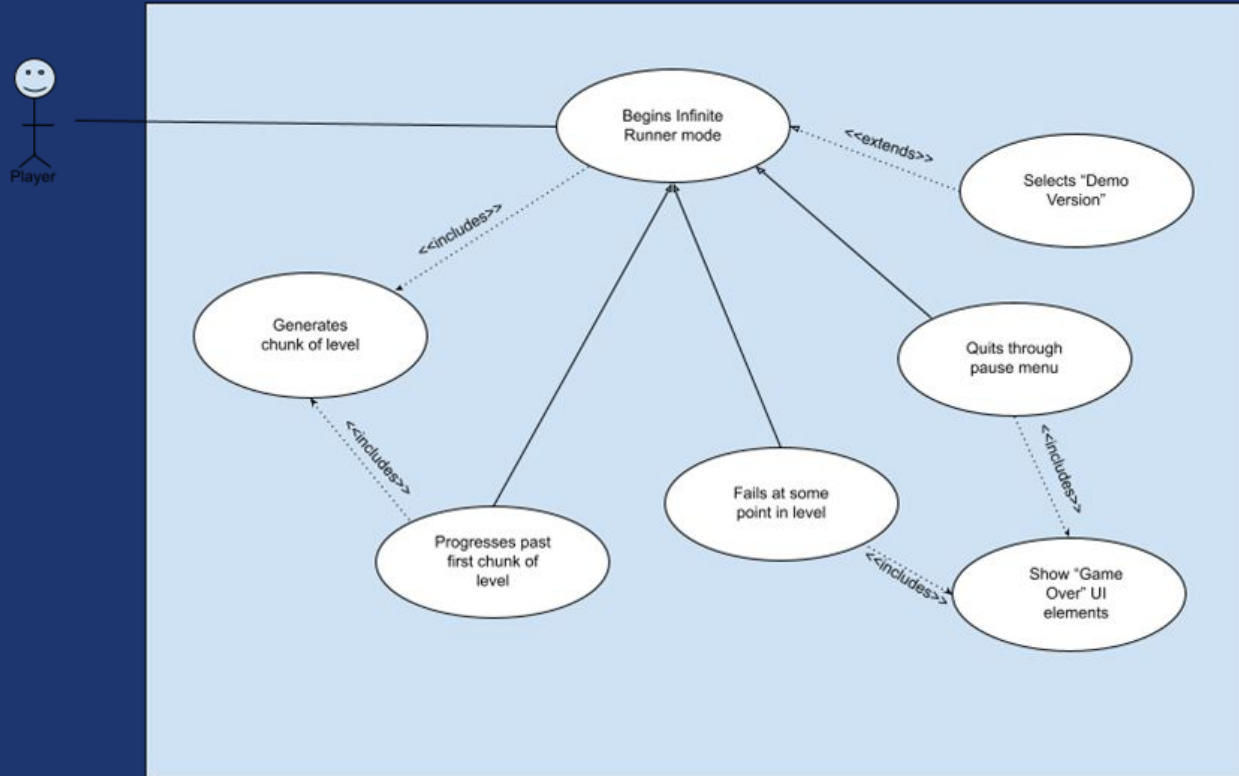 Player
Begins Infinite
Runner mode
<<extends>>
Selects “Demo
Version”
<<includes>>
Generates
chunk of level
Quits through
pause menu
<<includes>>
<<includes>>
Fails at some
point in level
Progresses past
first chunk of
level
<<includes>>
Show “Game
Over” UI
elements